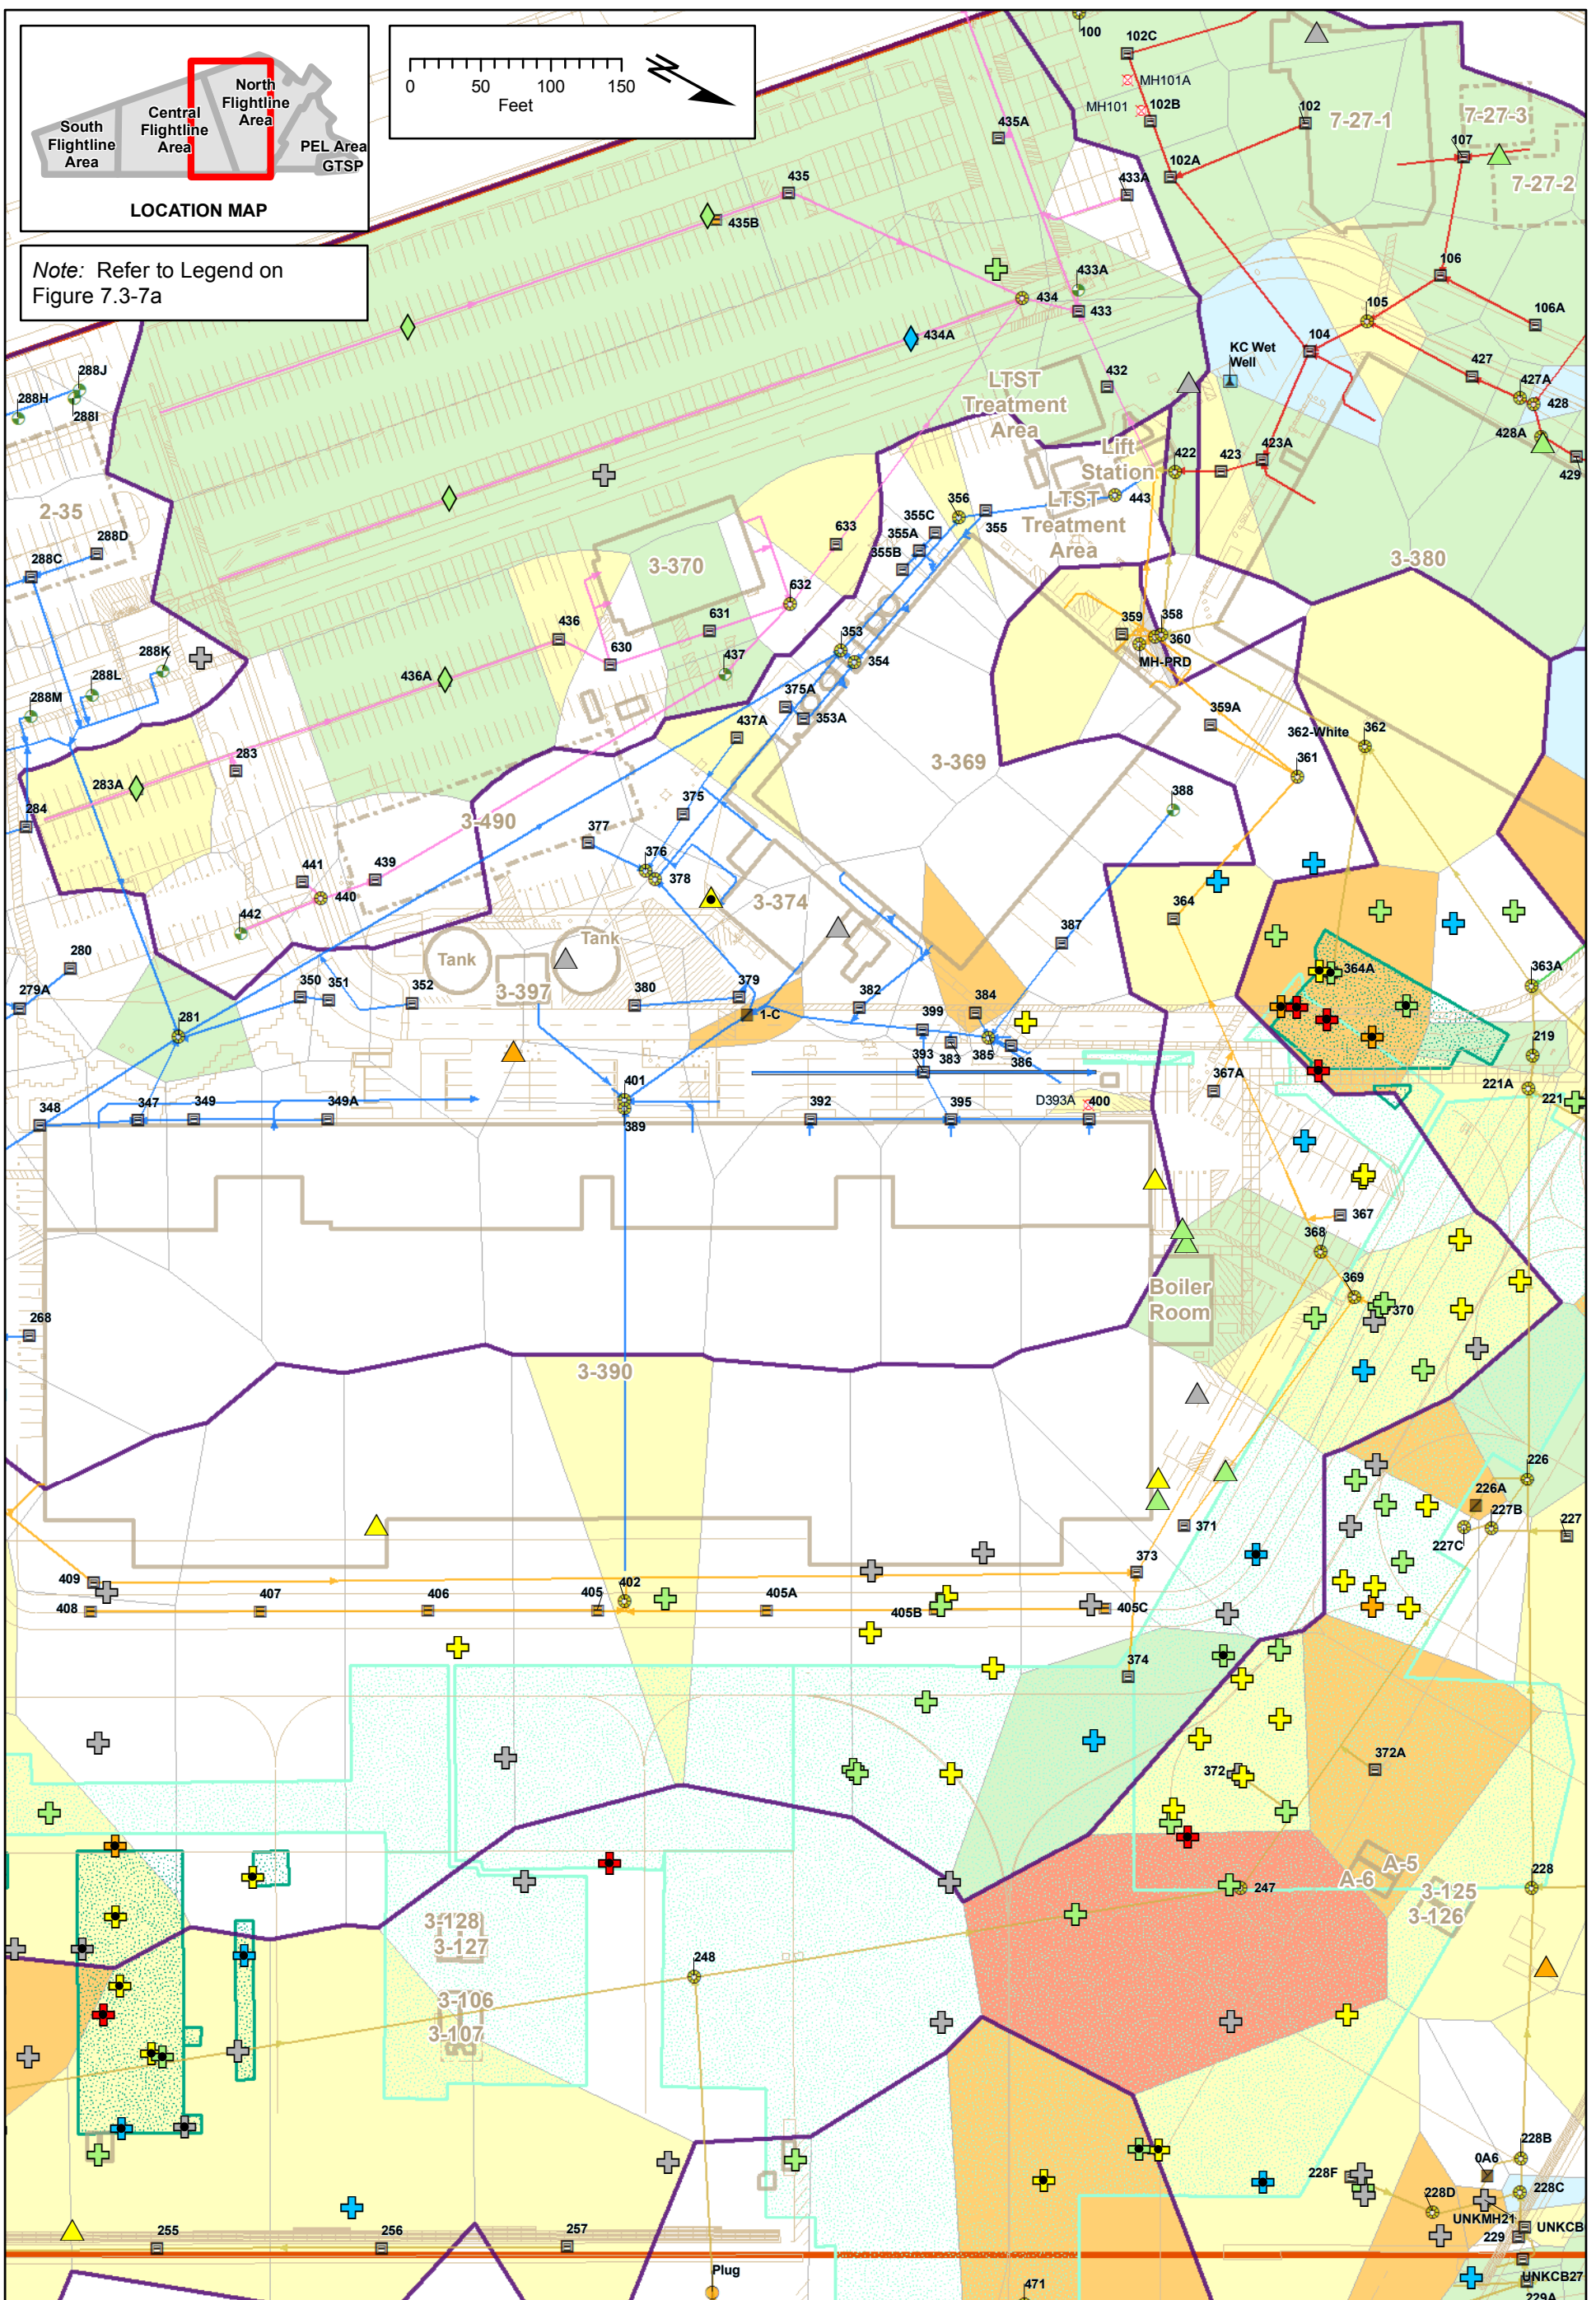 South
Flightline
Area
Central
Flightline
Area
North
Flightline
Area
PEL Area
GTSP
LOCATION MAP
0 50 100 150
Feet
Note: Refer to Legend on
Figure 7.3-7a
100
102C
MH101A
MH101
102B
102
7-27-1
7-27-3
107
7-27-2
435A
102A
433A
435
435B
106
433A
434
433
105
106A
104
434A
KC Wet
Well
432
427
427A
428
428A
429
288J
288H
288I
LTST
Treatment
Area
Lift
Station
422
423
423A
2-35
288D
288C
443
LTST
Treatment
Area
356
355
355C
355A
355B
633
3-370
3-380
632
436
631
630
437
353
354
359
358
360
MH-PRD
288K
288L
288M
436A
375A
353A
437A
359A
362-White
362
361
3-369
283
283A
284
3-490
375
388
377
376
378
441
439
440
442
3-374
364
387
280
279A
Tank
Tank
3-397
350
351
352
380
379
1-C
382
399
384
364A
363A
281
393
383
385
386
219
221A
221
367A
401
389
348
347
349
349A
392
395
D393A
400
367
368
369
370
Boiler
Room
268
3-390
226
226A
227B
227C
227
371
373
409
408
407
406
405
402
405A
405B
405C
374
372
372A
A-5
A-6
3-125
3-126
247
228
3-128
3-127
248
3-106
3-107
228B
0A6
228F
228D
228C
UNKMH21
229
UNKCB
255
256
257
Plug
471
UNKCB27
229A